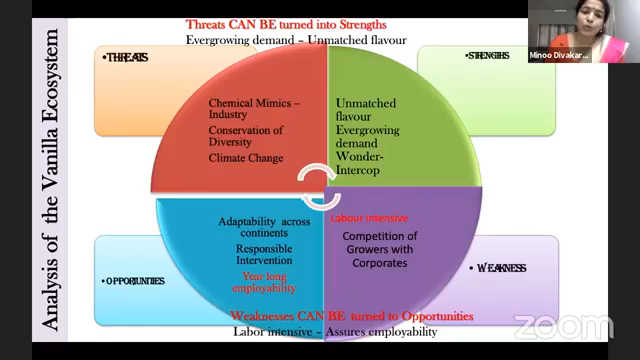 Threats CAN BE turned into Strengths
Evergrowing demand – Unmatched flavour
Analysis of the Vanilla Ecosystem
•THREATS
•STRENGTHS
Chemical Mimics –
Industry
Conservation of
Diversity
Climate Change
Unmatched
flavour
Evergrowing
demand
Wonder-
Intercop
Adaptability across
continents
Responsible
Intervention
Year long
employability
Labour intensive
Competition of
Growers with
Corporates
•OPPORTUNITIES
• WEAKNESS
Weaknesses CAN BE turned to Opportunities
Labor intensive – Assures employability
Minoo Divakar...
zoom